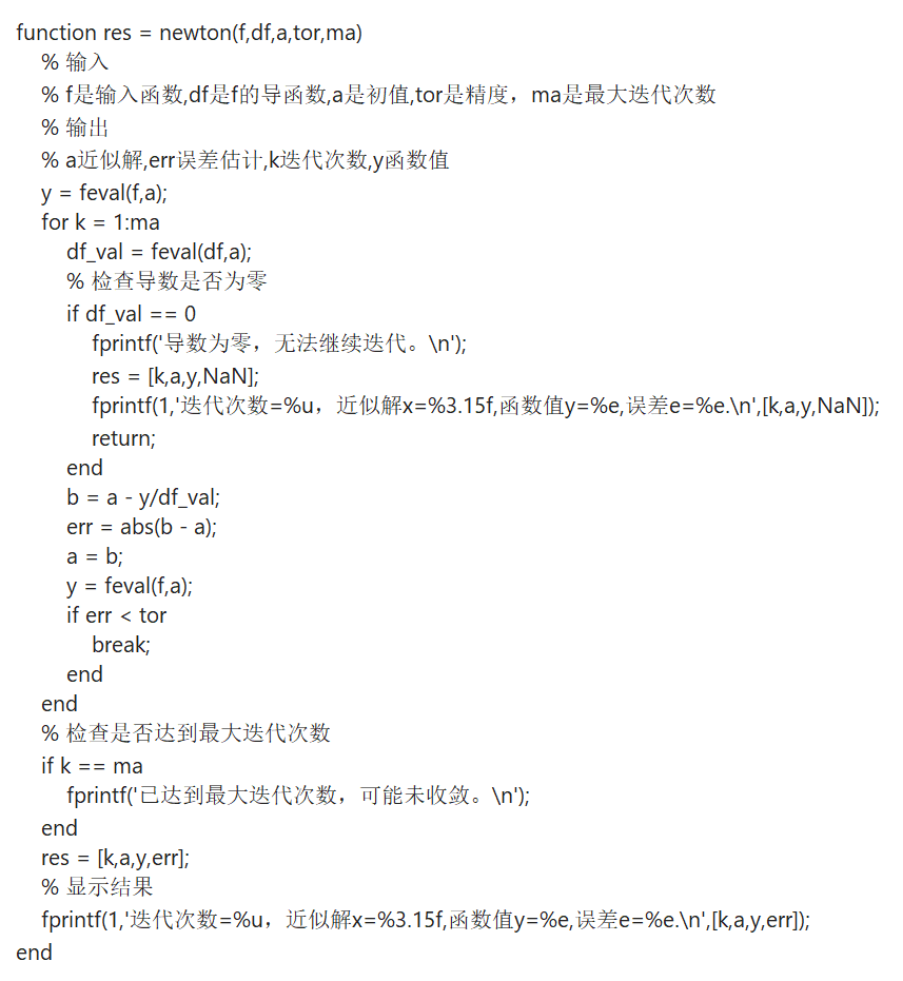 function res = newton(f,df,a,tor,ma)
% 输入
% f是输入函数,df是f的导函数,a是初值,tor是精度，ma是最大迭代次数
% 输出
% a近似解,err误差估计,k迭代次数,y函数值
y = feval(f,a);
for k = 1:ma
df_val = feval(df,a);
% 检查导数是否为零
if df_val == 0
fprintf('导数为零，无法继续迭代。\n');
res = [k,a,y,NaN];
fprintf(1,'迭代次数=%u，近似解x=%3.15f,函数值y=%e,误差e=%e.\n',[k,a,y,NaN]);
return;
end
b = a - y/df_val;
err = abs(b - a);
a = b;
y = feval(f,a);
if err < tor
break;
end
end
% 检查是否达到最大迭代次数
if k == ma
fprintf('已达到最大迭代次数，可能未收敛。\n');
end
res = [k,a,y,err];
% 显示结果
fprintf(1,'迭代次数=%u，近似解x=%3.15f,函数值y=%e,误差e=%e.\n',[k,a,y,err]);
end